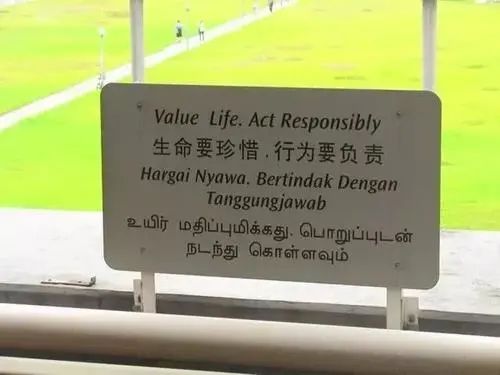 Value Life. Act Responsibly
生命要珍惜.行为要负责
Hargai Nyawa. Bertindak Dengan
Tanggungjawab
உயிர் மதிப்புமிக்கது. பொறுப்புடன்
நடந்து கொள்ளவும்